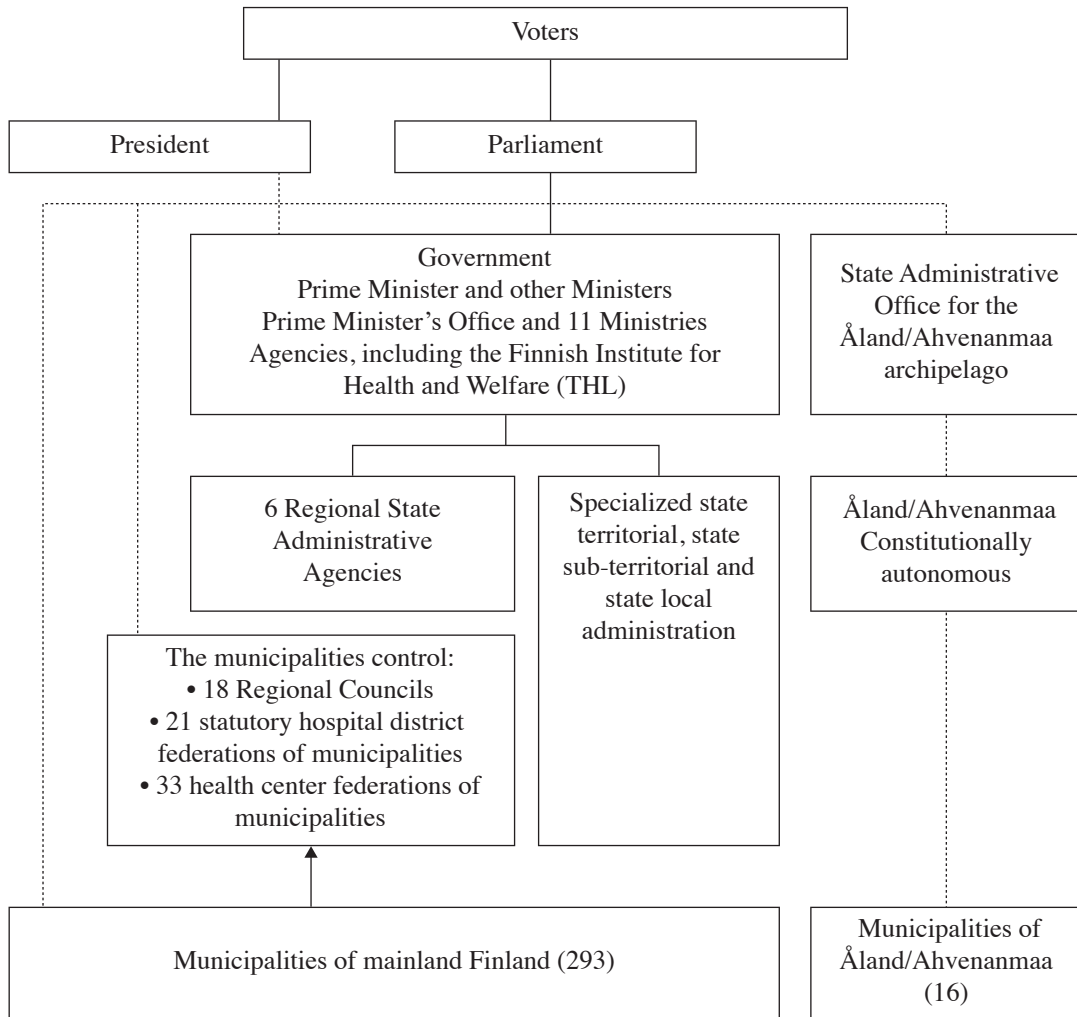 Voters
President
Parliament
Government
Prime Minister and other Ministers
Prime Minister’s Office and 11 Ministries
Agencies, including the Finnish Institute for
Health and Welfare (THL)
State Administrative
Office for the
Åland/Ahvenanmaa
archipelago
6 Regional State
Administrative
Agencies
Specialized state
territorial, state
sub-territorial and
state local
administration
Åland/Ahvenanmaa
Constitutionally
autonomous
The municipalities control:
• 18 Regional Councils
• 21 statutory hospital district
federations of municipalities
• 33 health center federations of
municipalities
Municipalities of mainland Finland (293)
Municipalities of
Åland/Ahvenanmaa
(16)